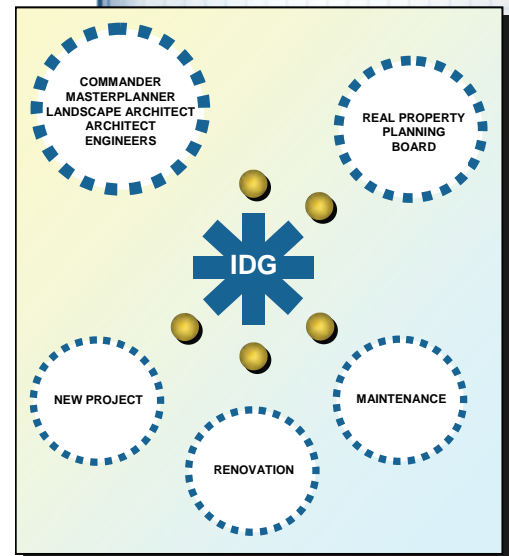 COMMANDER
MASTERPLANNER
LANDSCAPE ARCHITECT
ARCHITECT
ENGINEERS
REAL PROPERTY
PLANNING
BOARD
IDG
NEW PROJECT
MAINTENANCE
RENOVATION